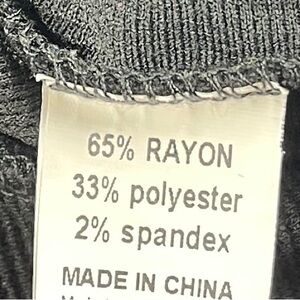 65% RAYON
33% polyester
2% spandex
MADE IN CHINA